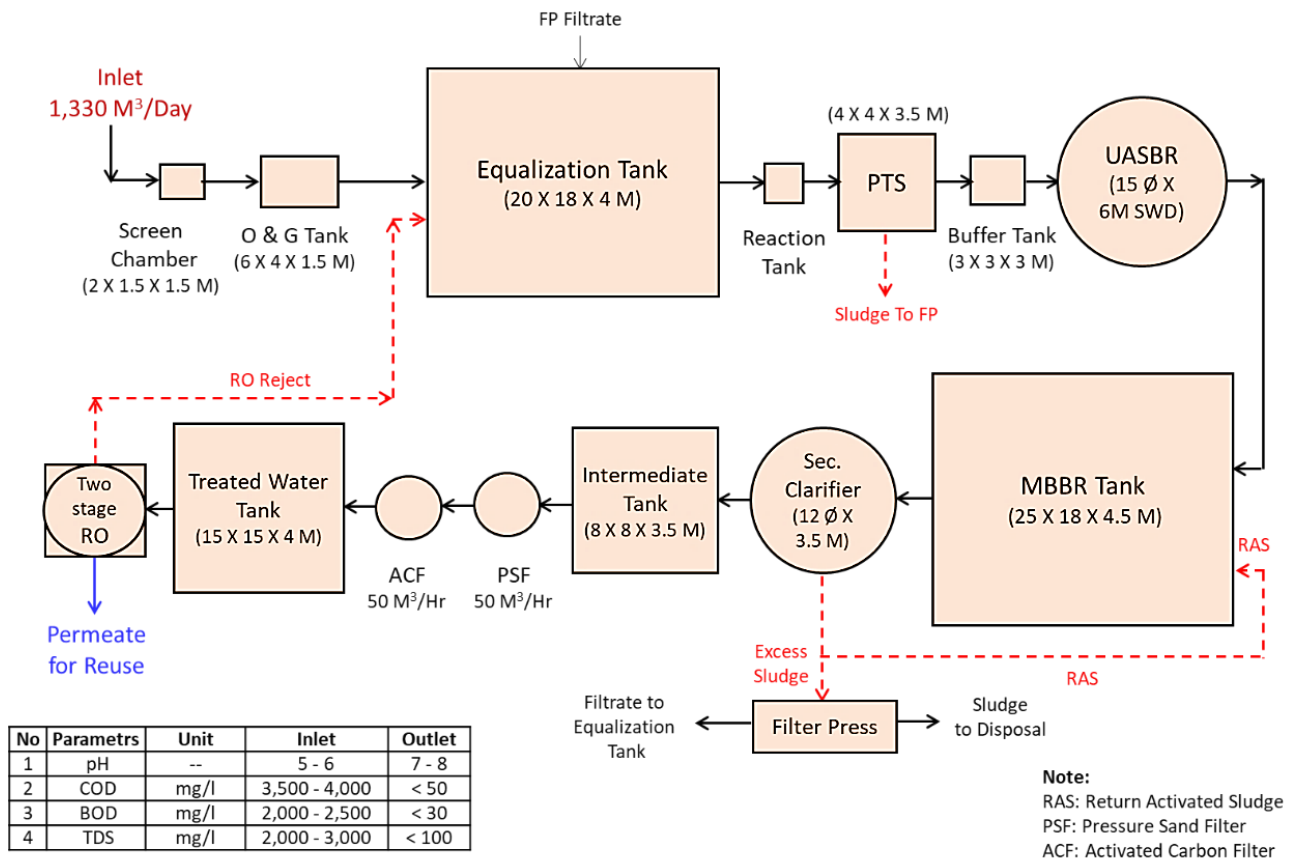 FP Filtrate
Inlet
1,330 M³/Day
Screen
Chamber
(2 X 1.5 X 1.5 M)
O & G Tank
(6 X 4 X 1.5 M)
Equalization Tank
(20 X 18 X 4 M)
Reaction
Tank
(4 X 4 X 3.5 M)
PTS
Sludge To FP
Buffer Tank
(3 X 3 X 3 M)
UASBR
(15 Ø X
6M SWD)
RO Reject
Two
stage
RO
Permeate
for Reuse
Treated Water
Tank
(15 X 15 X 4 M)
ACF
50 M³/Hr
PSF
50 M³/Hr
Intermediate
Tank
(8 X 8 X 3.5 M)
Sec.
Clarifier
(12 Ø X
3.5 M)
MBBR Tank
(25 X 18 X 4.5 M)
RAS
Excess
Sludge
RAS
Filtrate to
Equalization
Tank
Filter Press
Sludge
to Disposal
No Parametrs Unit Inlet Outlet
1 pH -- 5 - 6 7 - 8
2 COD mg/l 3,500 - 4,000 < 50
3 BOD mg/l 2,000 - 2,500 < 30
4 TDS mg/l 2,000 - 3,000 < 100
Note:
RAS: Return Activated Sludge
PSF: Pressure Sand Filter
ACF: Activated Carbon Filter